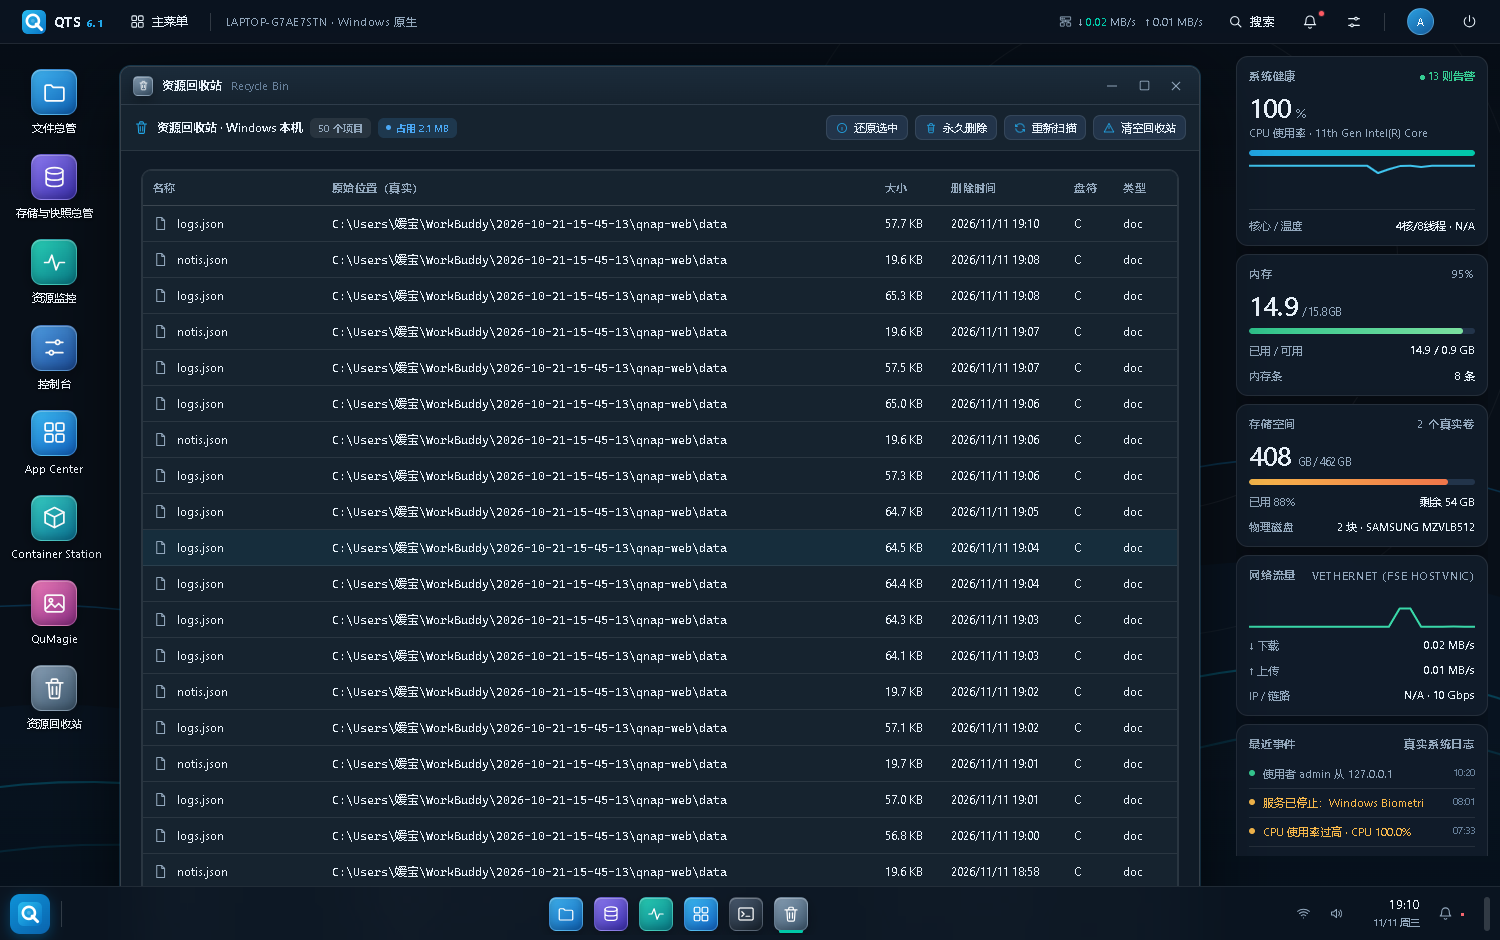 QTS 6.1 主菜单 LAPTOP-G7AE7STN · Windows 原生 ↓0.02 MB/s ↑0.01 MB/s 搜索 A
文件总管
存储与快照总管
资源监控
控制台
App Center
Container Station
QuMagie
资源回收站
资源回收站 Recycle Bin
资源回收站 · Windows 本机 50 个项目 占用 2.1 MB 还原选中 永久删除 重新扫描 清空回收站
名称 原始位置（真实） 大小 删除时间 盘符 类型
logs.json C:\Users\媛宝\WorkBuddy\2026-10-21-15-45-13\qnap-web\data 57.7 KB 2026/11/11 19:10 C doc
notis.json C:\Users\媛宝\WorkBuddy\2026-10-21-15-45-13\qnap-web\data 19.6 KB 2026/11/11 19:08 C doc
logs.json C:\Users\媛宝\WorkBuddy\2026-10-21-15-45-13\qnap-web\data 65.3 KB 2026/11/11 19:08 C doc
notis.json C:\Users\媛宝\WorkBuddy\2026-10-21-15-45-13\qnap-web\data 19.6 KB 2026/11/11 19:07 C doc
logs.json C:\Users\媛宝\WorkBuddy\2026-10-21-15-45-13\qnap-web\data 57.5 KB 2026/11/11 19:07 C doc
logs.json C:\Users\媛宝\WorkBuddy\2026-10-21-15-45-13\qnap-web\data 65.0 KB 2026/11/11 19:06 C doc
notis.json C:\Users\媛宝\WorkBuddy\2026-10-21-15-45-13\qnap-web\data 19.6 KB 2026/11/11 19:06 C doc
logs.json C:\Users\媛宝\WorkBuddy\2026-10-21-15-45-13\qnap-web\data 57.3 KB 2026/11/11 19:06 C doc
logs.json C:\Users\媛宝\WorkBuddy\2026-10-21-15-45-13\qnap-web\data 64.7 KB 2026/11/11 19:05 C doc
logs.json C:\Users\媛宝\WorkBuddy\2026-10-21-15-45-13\qnap-web\data 64.5 KB 2026/11/11 19:04 C doc
logs.json C:\Users\媛宝\WorkBuddy\2026-10-21-15-45-13\qnap-web\data 64.4 KB 2026/11/11 19:04 C doc
logs.json C:\Users\媛宝\WorkBuddy\2026-10-21-15-45-13\qnap-web\data 64.3 KB 2026/11/11 19:03 C doc
logs.json C:\Users\媛宝\WorkBuddy\2026-10-21-15-45-13\qnap-web\data 64.1 KB 2026/11/11 19:03 C doc
notis.json C:\Users\媛宝\WorkBuddy\2026-10-21-15-45-13\qnap-web\data 19.7 KB 2026/11/11 19:02 C doc
logs.json C:\Users\媛宝\WorkBuddy\2026-10-21-15-45-13\qnap-web\data 57.1 KB 2026/11/11 19:02 C doc
notis.json C:\Users\媛宝\WorkBuddy\2026-10-21-15-45-13\qnap-web\data 19.7 KB 2026/11/11 19:01 C doc
logs.json C:\Users\媛宝\WorkBuddy\2026-10-21-15-45-13\qnap-web\data 57.0 KB 2026/11/11 19:01 C doc
logs.json C:\Users\媛宝\WorkBuddy\2026-10-21-15-45-13\qnap-web\data 56.8 KB 2026/11/11 19:00 C doc
notis.json C:\Users\媛宝\WorkBuddy\2026-10-21-15-45-13\qnap-web\data 19.6 KB 2026/11/11 18:58 C doc
系统健康 13 则告警
100 %
CPU 使用率 · 11th Gen Intel(R) Core
核心 / 温度 4核/8线程 · N/A
内存 95%
14.9 / 15.8GB
已用 / 可用 14.9 / 0.9 GB
内存条 8 条
存储空间 2 个真实卷
408 GB / 462GB
已用 88% 剩余 54 GB
物理磁盘 2 块 · SAMSUNG MZVLB512
网络流量 VETHERNET (FSE HOSTVNIC)
↓ 下载 0.02 MB/s
↑ 上传 0.01 MB/s
IP / 链路 N/A · 10 Gbps
最近事件 真实系统日志
使用者 admin 从 127.0.0.1 10:20
服务已停止：Windows Biometri 08:01
CPU 使用率过高 · CPU 100.0% 07:33
19:10
11/11 周三